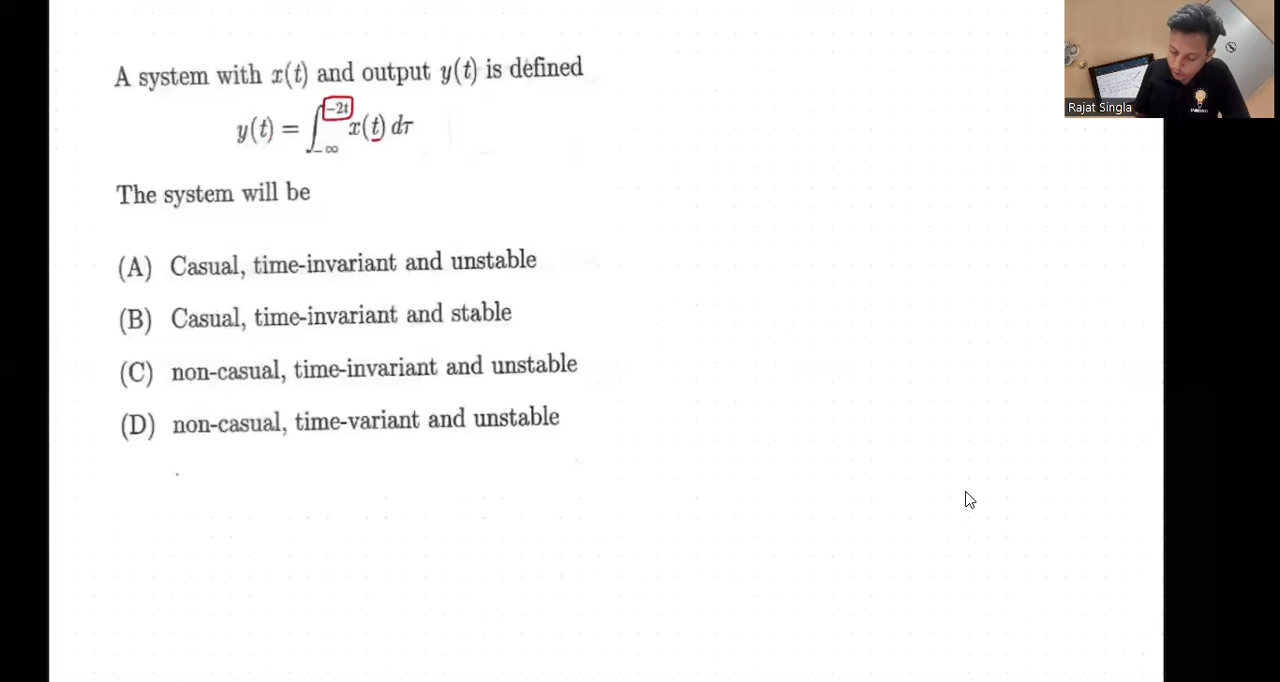 A system with x(t) and output y(t) is defined
y(t) = ∫_{-∞}^{-2t} x(t) dτ
The system will be
(A) Casual, time-invariant and unstable
(B) Casual, time-invariant and stable
(C) non-casual, time-invariant and unstable
(D) non-casual, time-variant and unstable
Rajat Singla